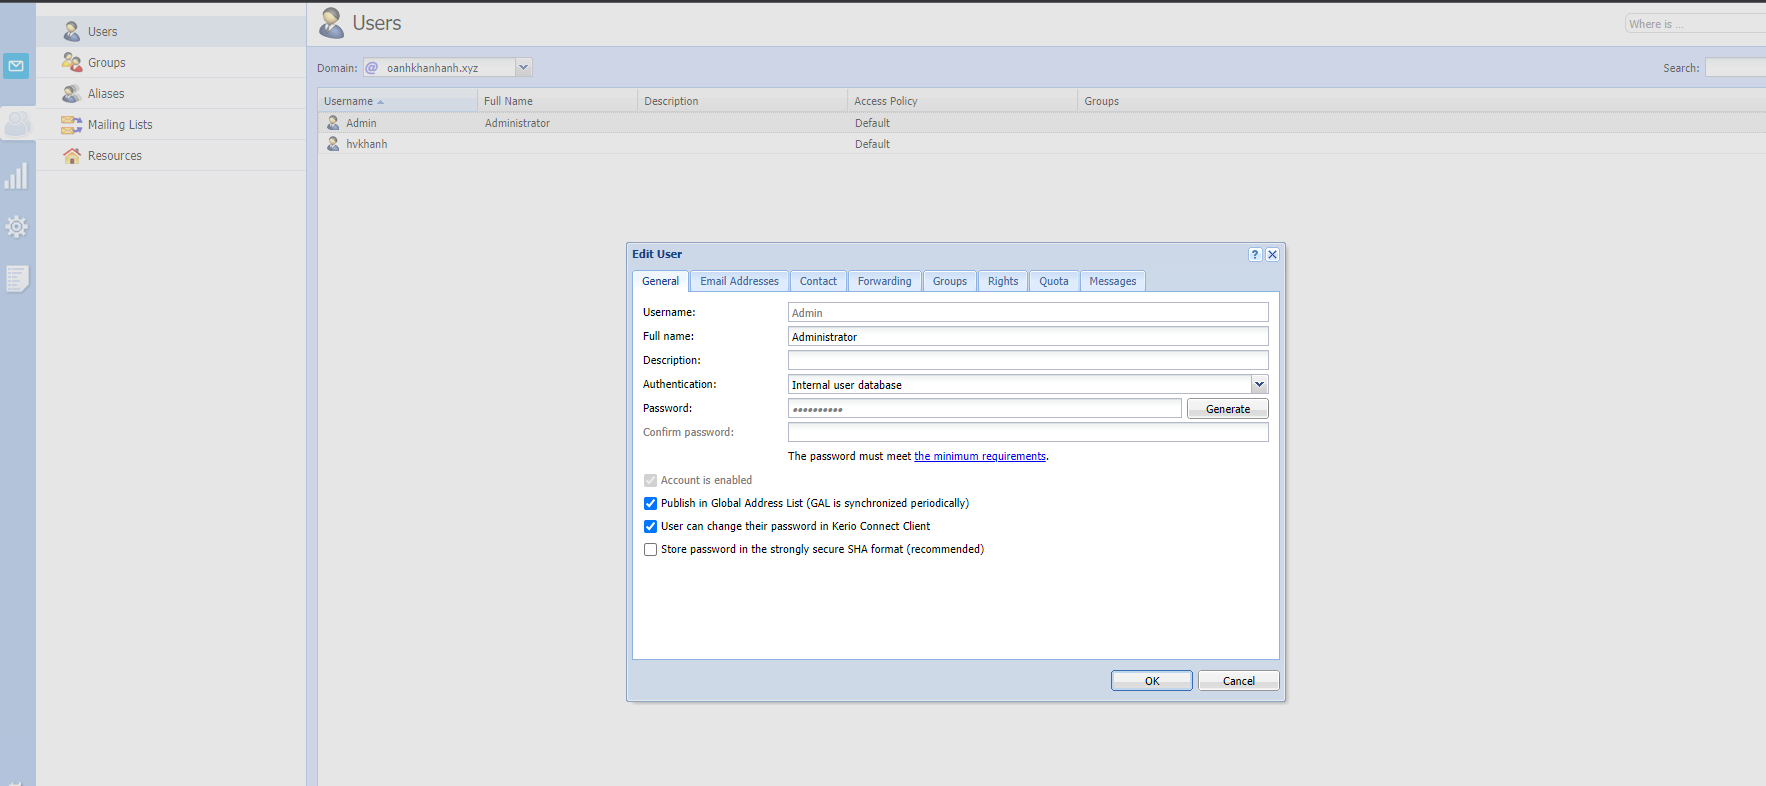 Users
Groups
Aliases
Mailing Lists
Resources
Users
Where is ...
Domain: @ oanhkhanhanh.xyz
Search:
Username Full Name Description Access Policy Groups
Admin Administrator Default
hvkhanh Default
Edit User
General Email Addresses Contact Forwarding Groups Rights Quota Messages
Username: Admin
Full name: Administrator
Description:
Authentication: Internal user database
Password: •••••••••• Generate
Confirm password:
The password must meet the minimum requirements.
Account is enabled
Publish in Global Address List (GAL is synchronized periodically)
User can change their password in Kerio Connect Client
Store password in the strongly secure SHA format (recommended)
OK Cancel